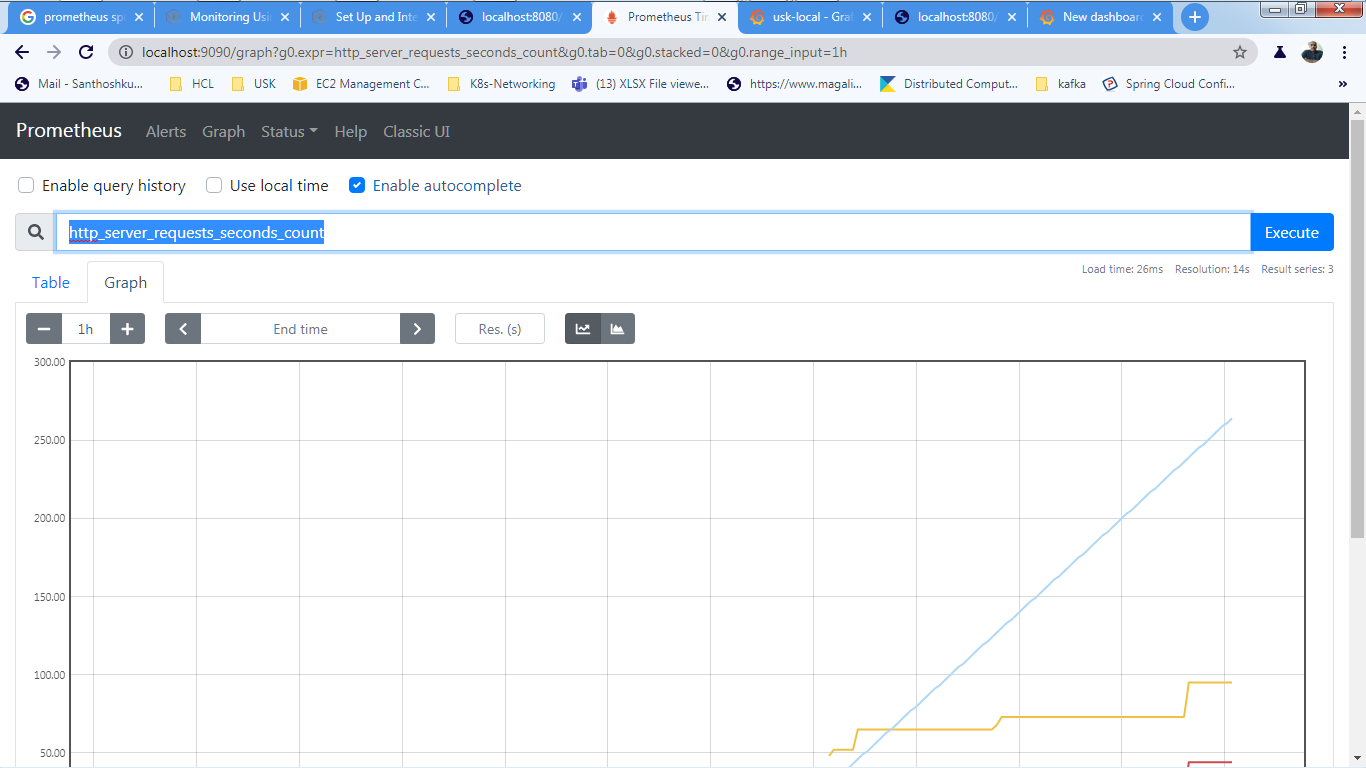 prometheus sp
Monitoring Usi
Set Up and Inte
localhost:8080/
Prometheus Tim
usk-local - Graf
localhost:8080/
New dashboard
localhost:9090/graph?g0.expr=http_server_requests_seconds_count&g0.tab=0&g0.stacked=0&g0.range_input=1h
Mail - Santhoshku...
HCL
USK
EC2 Management C...
K8s-Networking
(13) XLSX File viewe...
https://www.magali...
Distributed Comput...
kafka
Spring Cloud Confi...
»
Prometheus
Alerts
Graph
Status
Help
Classic UI
Enable query history
Use local time
Enable autocomplete
http_server_requests_seconds_count
Execute
Load time: 26ms Resolution: 14s Result series: 3
Table
Graph
1h
End time
Res. (s)
300.00
250.00
200.00
150.00
100.00
50.00